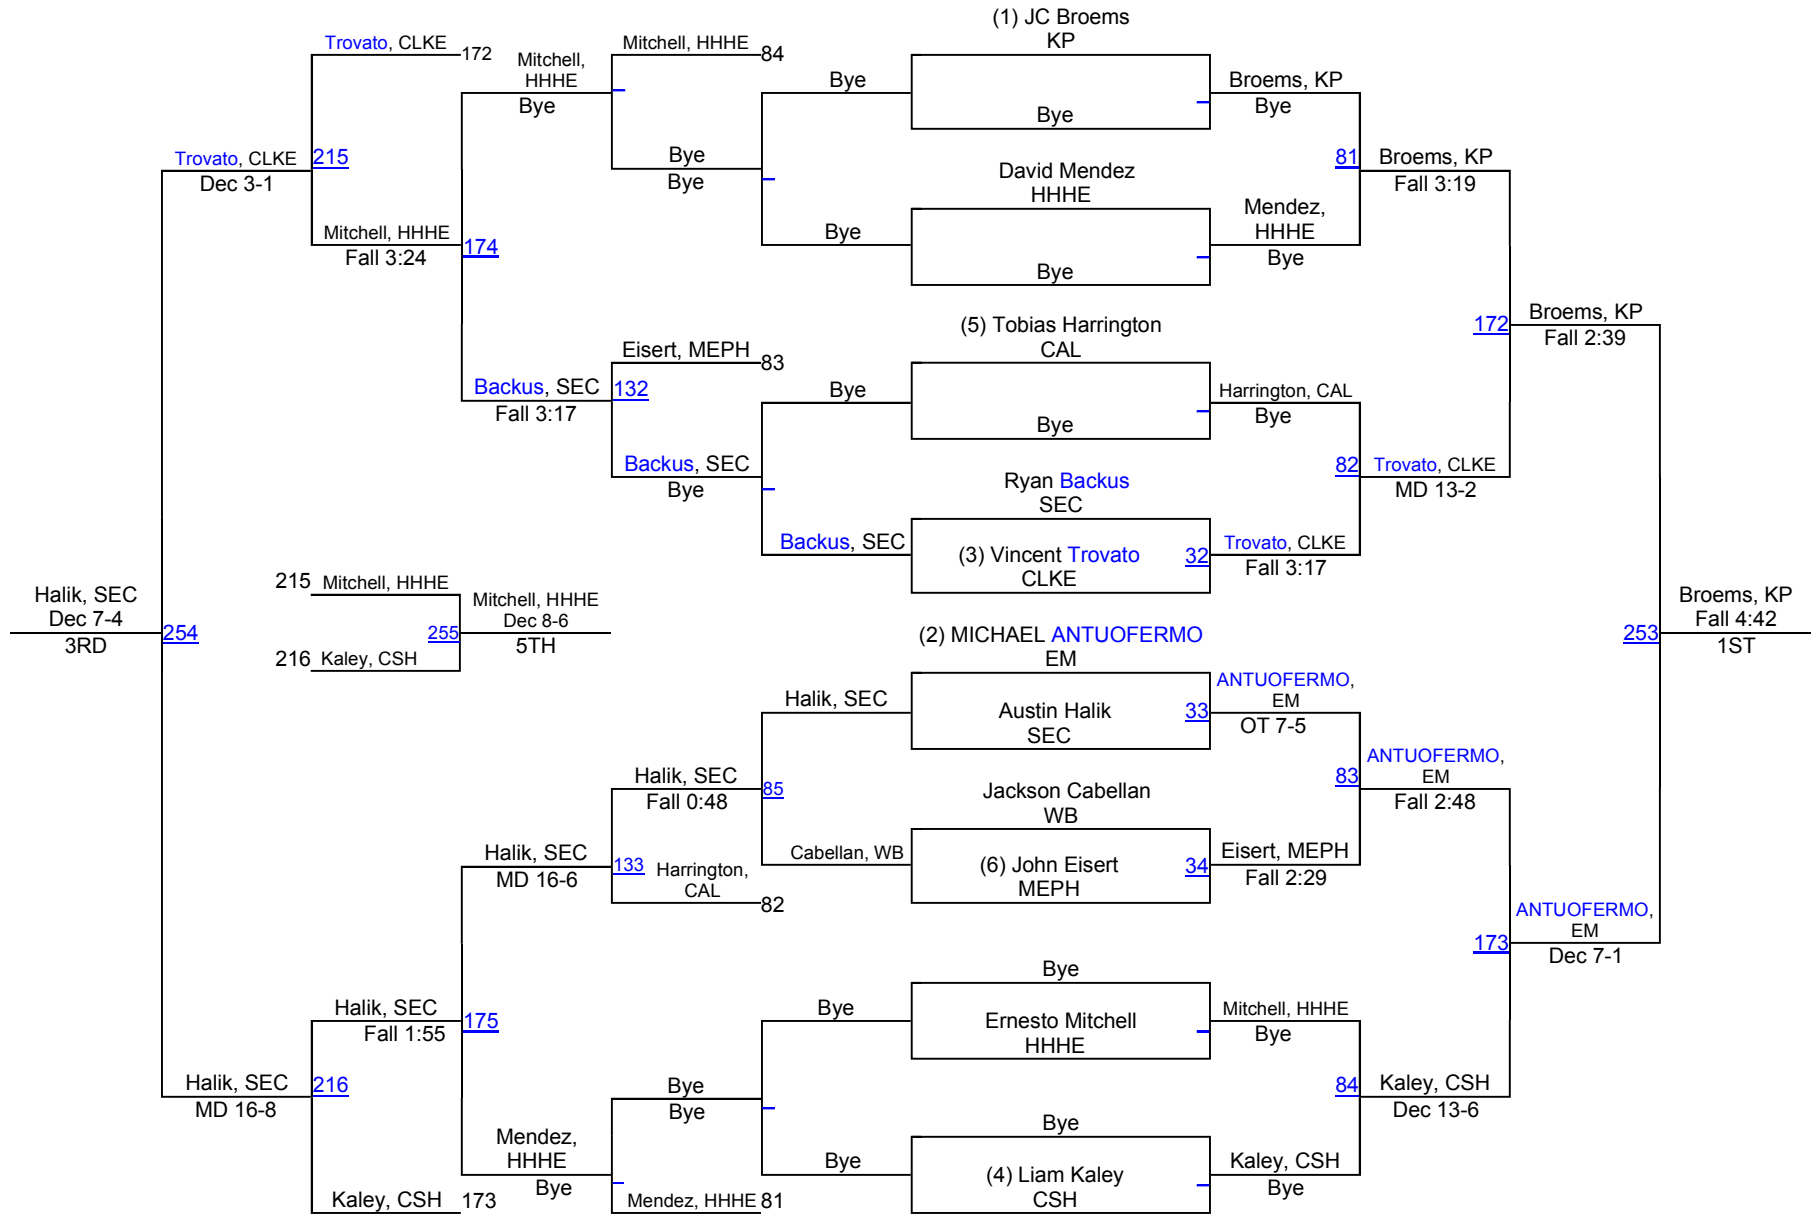 (1) JC Broems
KP
Bye
David Mendez
HHHE
Bye
(5) Tobias Harrington
CAL
Bye
Ryan Backus
SEC
(3) Vincent Trovato
CLKE
(2) MICHAEL ANTUOFERMO
EM
Austin Halik
SEC
Jackson Cabellan
WB
(6) John Eisert
MEPH
Bye
Ernesto Mitchell
HHHE
Bye
(4) Liam Kaley
CSH
Broems, KP
Bye
Mendez,
HHHE
Bye
Harrington, CAL
Bye
32
Trovato, CLKE
Fall 3:17
33
ANTUOFERMO,
EM
OT 7-5
34
Eisert, MEPH
Fall 2:29
Mitchell, HHHE
Bye
Kaley, CSH
Bye
81
Broems, KP
Fall 3:19
82
Trovato, CLKE
MD 13-2
83
ANTUOFERMO,
EM
Fall 2:48
84
Kaley, CSH
Dec 13-6
172
Broems, KP
Fall 2:39
173
ANTUOFERMO,
EM
Dec 7-1
253
Broems, KP
Fall 4:42
1ST
Bye
Bye
Bye
Backus, SEC
Halik, SEC
Cabellan, WB
Bye
Bye
Mitchell, HHHE 84
Bye
Bye
Eisert, MEPH 83
Backus, SEC
Bye
Halik, SEC
Fall 0:48
85
Harrington,
CAL
82
Bye
Bye
Mendez, HHHE 81
Mitchell,
HHHE
Bye
Backus, SEC
Fall 3:17
132
Halik, SEC
MD 16-6
133
Mendez,
HHHE
Bye
Trovato, CLKE 172
Mitchell, HHHE
Fall 3:24
174
Halik, SEC
Fall 1:55
175
Kaley, CSH 173
Trovato, CLKE
Dec 3-1
215
Halik, SEC
MD 16-8
216
215 Mitchell, HHHE
216 Kaley, CSH
255
Mitchell, HHHE
Dec 8-6
5TH
Halik, SEC
Dec 7-4
3RD
254